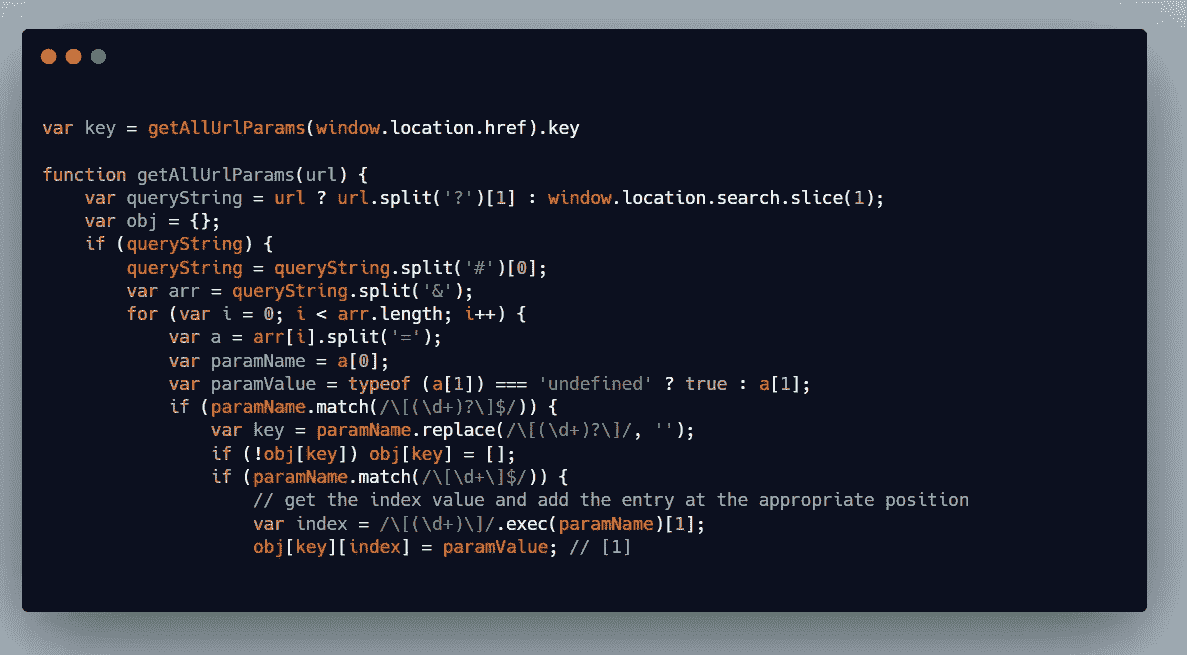 var key = getAllUrlParams(window.location.href).key
function getAllUrlParams(url) {
var queryString = url ? url.split('?')[1] : window.location.search.slice(1);
var obj = {};
if (queryString) {
queryString = queryString.split('#')[0];
var arr = queryString.split('&');
for (var i = 0; i < arr.length; i++) {
var a = arr[i].split('=');
var paramName = a[0];
var paramValue = typeof (a[1]) === 'undefined' ? true : a[1];
if (paramName.match(/\[(\d+)?\]$/)) {
var key = paramName.replace(/\[(\d+)?\]/, '');
if (!obj[key]) obj[key] = [];
if (paramName.match(/\[\d+\]$/)) {
// get the index value and add the entry at the appropriate position
var index = /\[(\d+)\]/.exec(paramName)[1];
obj[key][index] = paramValue; // [1]